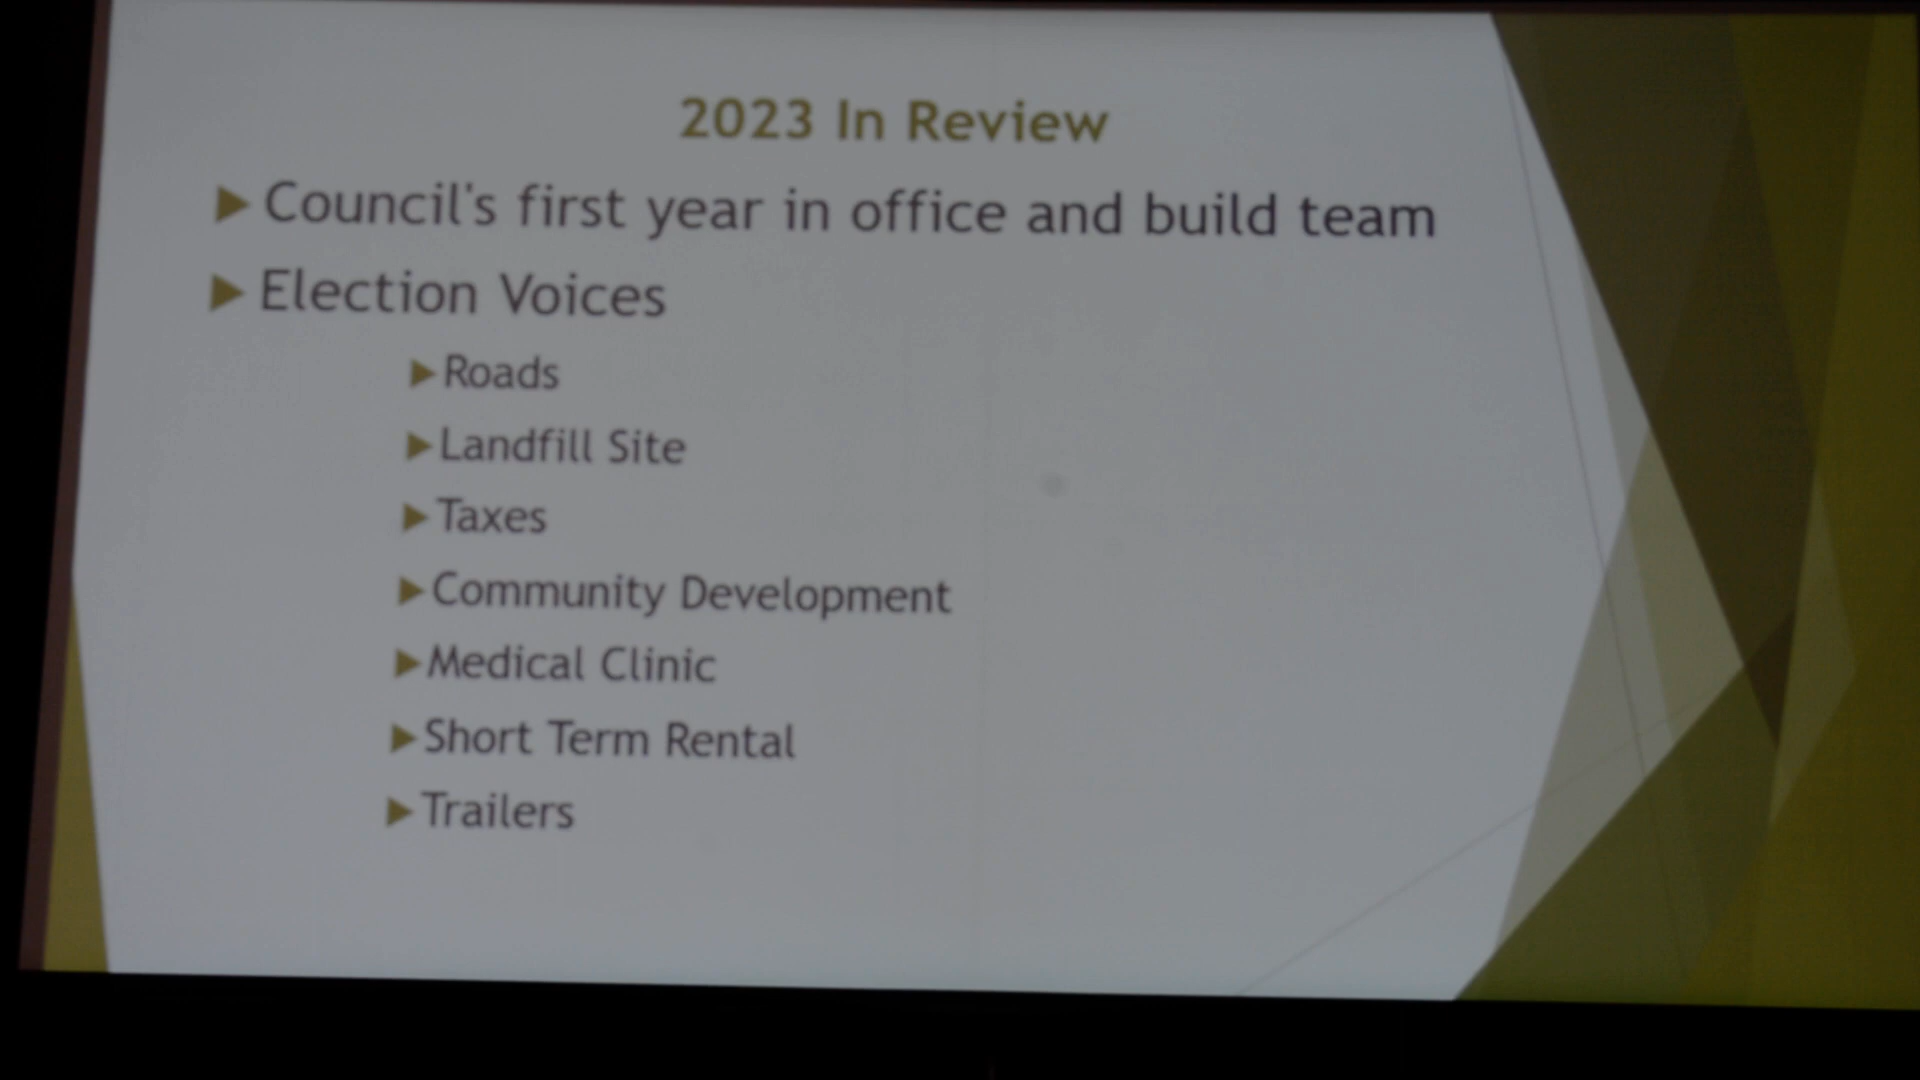 2023 In Review
Council's first year in office and build team
Election Voices
Roads
Landfill Site
Taxes
Community Development
Medical Clinic
Short Term Rental
Trailers